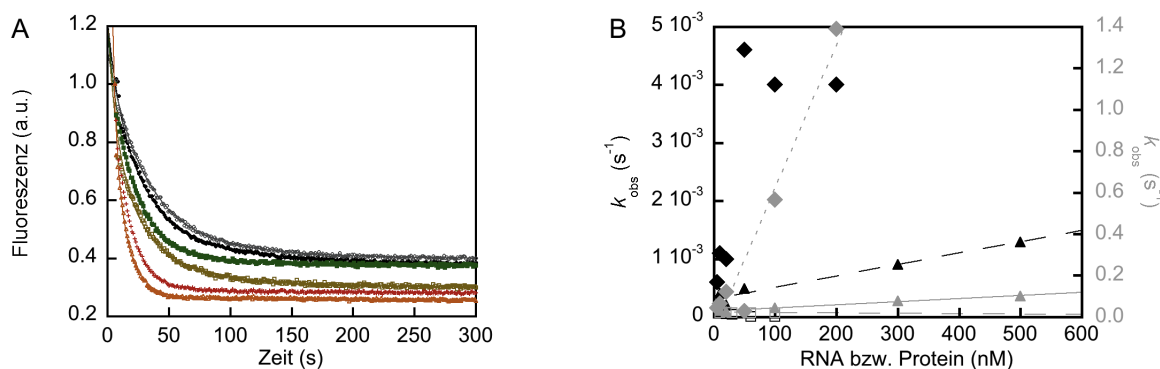 A
Fluoreszenz (a.u.)
1.2
1.0
0.8
0.6
0.4
0.2
0 50 100 150 200 250 300
Zeit (s)
B
k obs (s-1)
5 10-3
4 10-3
3 10-3
2 10-3
1 10-3
0
0 100 200 300 400 500 600
RNA bzw. Protein (nM)
1.4
1.2
1.0
0.8
0.6
0.4
0.2
0.0
k obs (s-1)